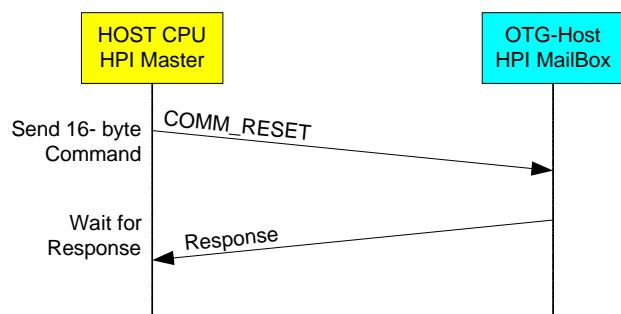 HOST CPU
HPI Master
OTG-Host
HPI MailBox
Send 16- byte
Command
COMM_RESET
Wait for
Response
Response